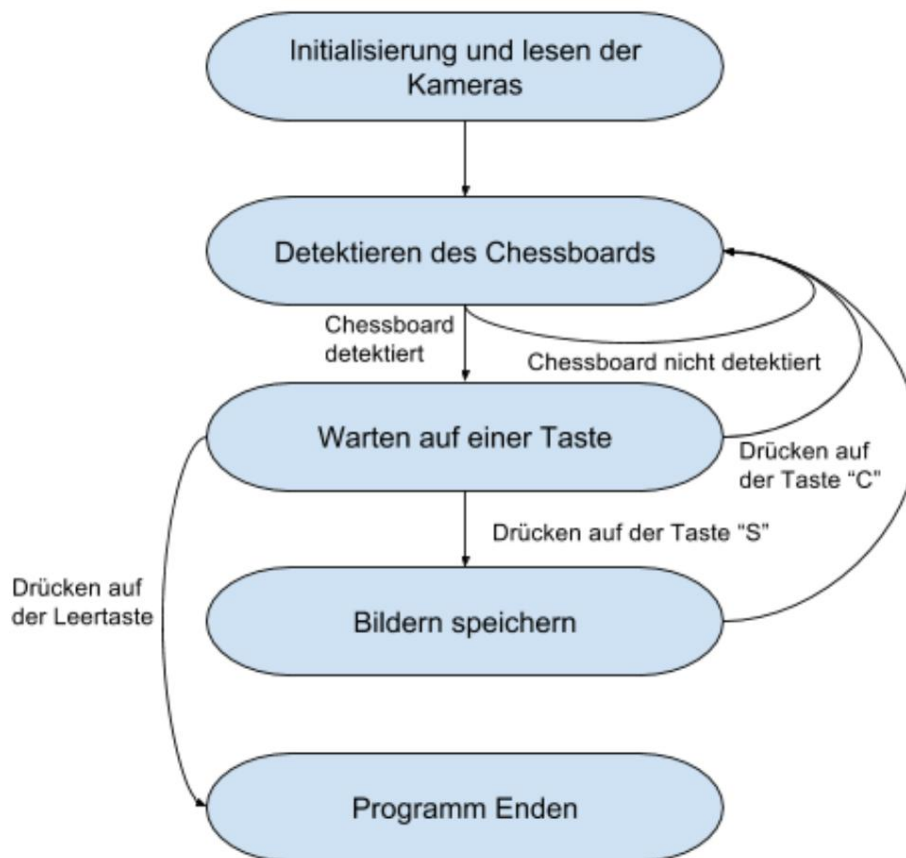 Initialisierung und lesen der
Kameras
Detektieren des Chessboards
Chessboard
detektiert
Chessboard nicht detektiert
Warten auf einer Taste
Drücken auf
der Taste “C”
Drücken auf der Taste “S”
Drücken auf
der Leertaste
Bildern speichern
Programm Enden